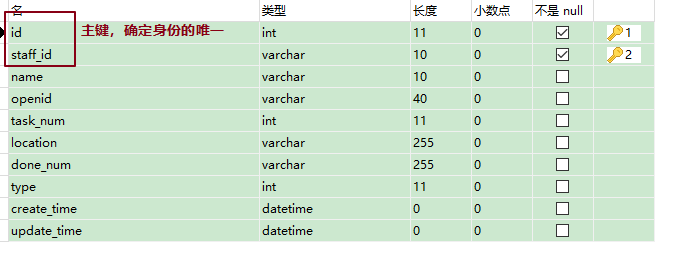 名 类型 长度 小数点 不是 null
id int 11 0 1
主键，确定身份的唯一
staff_id varchar 10 0 2
name varchar 10 0
openid varchar 40 0
task_num int 11 0
location varchar 255 0
done_num varchar 255 0
type int 11 0
create_time datetime 0 0
update_time datetime 0 0